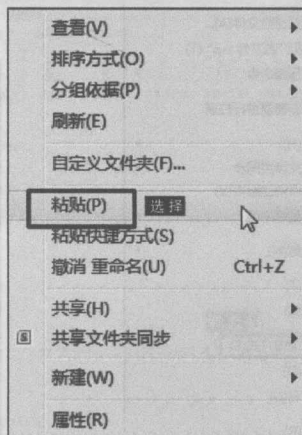 查看(V)
排序方式(O)
分组依据(P)
刷新(E)
自定义文件夹(F)...
粘贴(P) 选择
粘贴快捷方式(S)
撤消 重命名(U) Ctrl+Z
共享(H)
共享文件夹同步
新建(W)
属性(R)